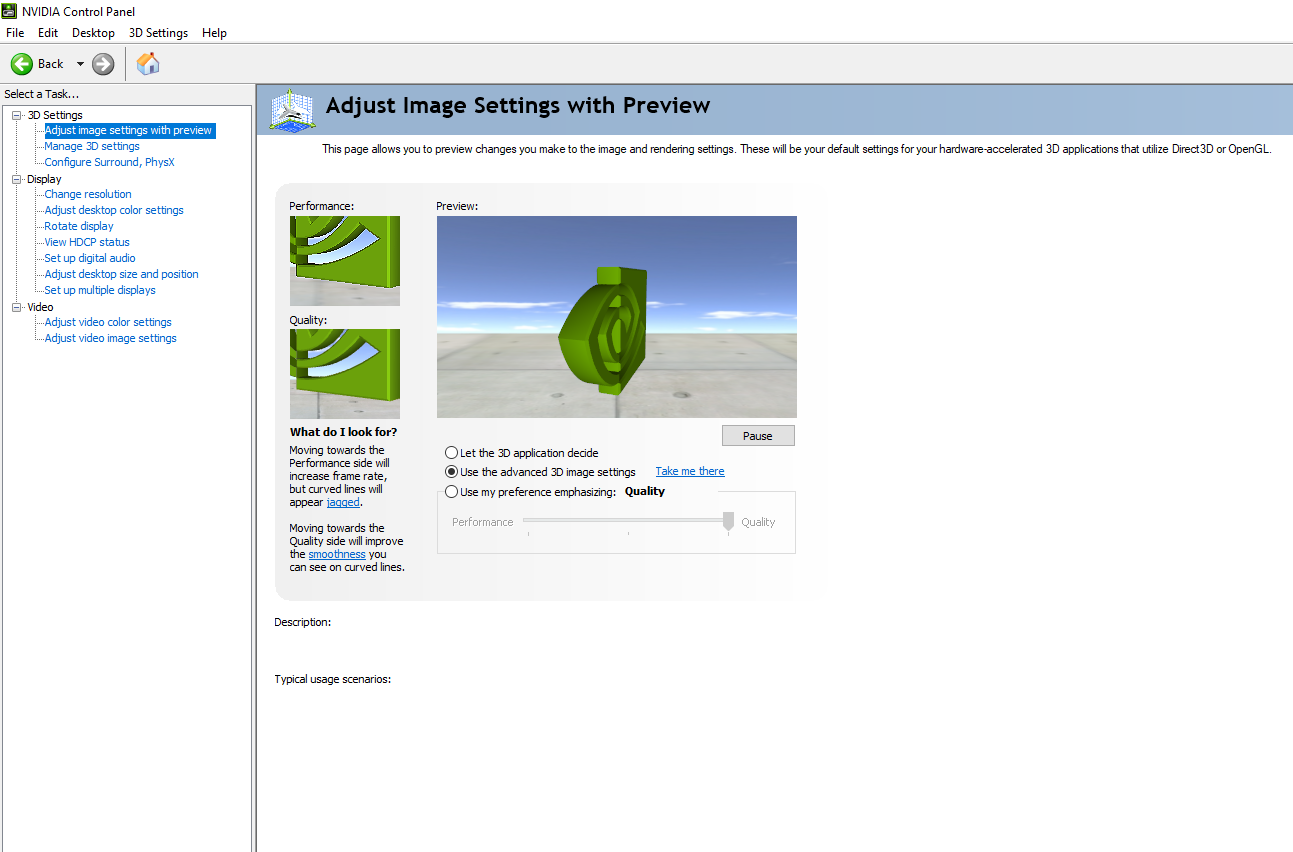 NVIDIA Control Panel
File Edit Desktop 3D Settings Help
Back
Select a Task...
3D Settings
Adjust image settings with preview
Manage 3D settings
Configure Surround, PhysX
Display
Change resolution
Adjust desktop color settings
Rotate display
View HDCP status
Set up digital audio
Adjust desktop size and position
Set up multiple displays
Video
Adjust video color settings
Adjust video image settings
Adjust Image Settings with Preview
This page allows you to preview changes you make to the image and rendering settings. These will be your default settings for your hardware-accelerated 3D applications that utilize Direct3D or OpenGL.
Performance:
Quality:
What do I look for?
Moving towards the
Performance side will
increase frame rate,
but curved lines will
appear jagged.
Moving towards the
Quality side will improve
the smoothness you
can see on curved lines.
Preview:
Pause
Let the 3D application decide
Use the advanced 3D image settings Take me there
Use my preference emphasizing: Quality
Performance Quality
Description:
Typical usage scenarios: